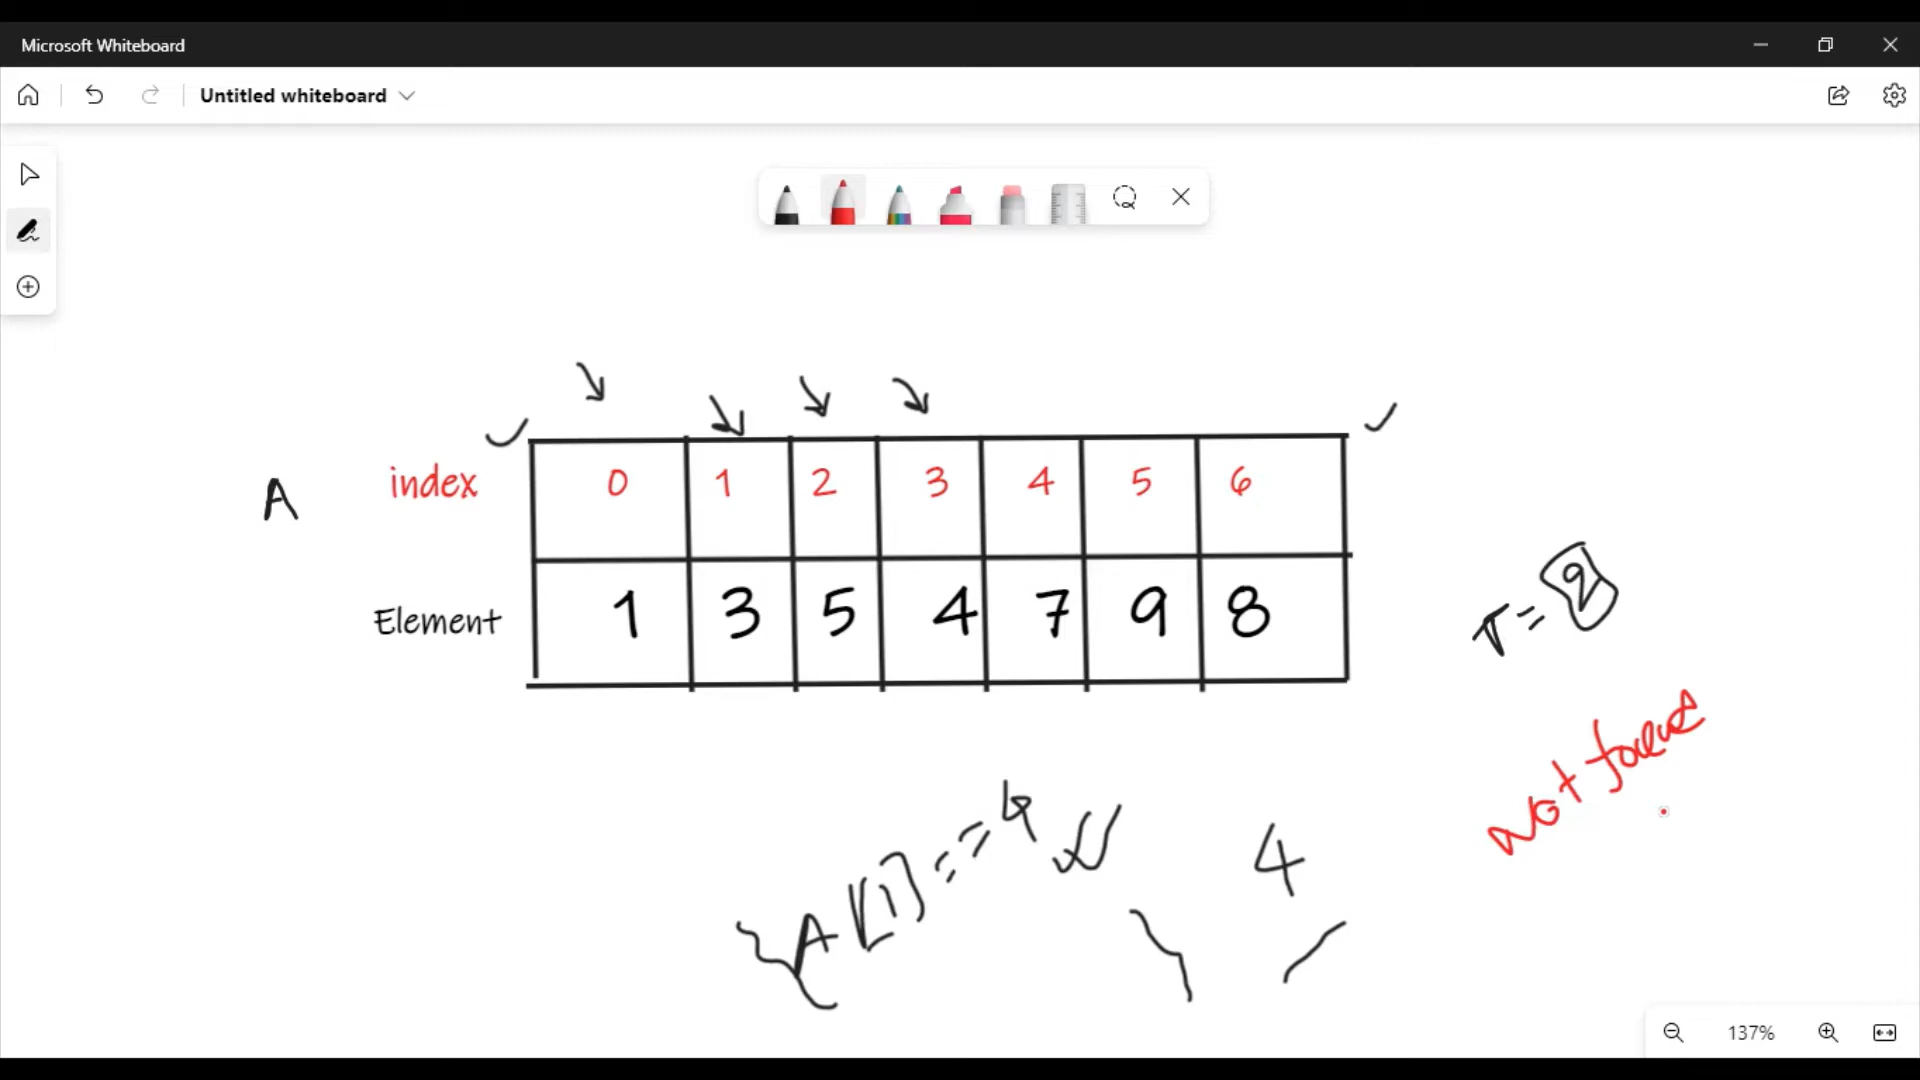 Microsoft Whiteboard
Untitled whiteboard
A
index 0 1 2 3 4 5 6
Element 1 3 5 4 7 9 8
Not found
A[1]==4
4
137%